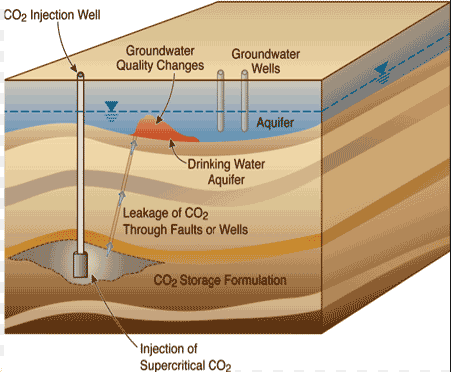 CO2 Injection Well
Groundwater
Quality Changes
Groundwater
Wells
Aquifer
Drinking Water
Aquifer
Leakage of CO2
Through Faults or Wells
CO2 Storage Formulation
Injection of
Supercritical CO2